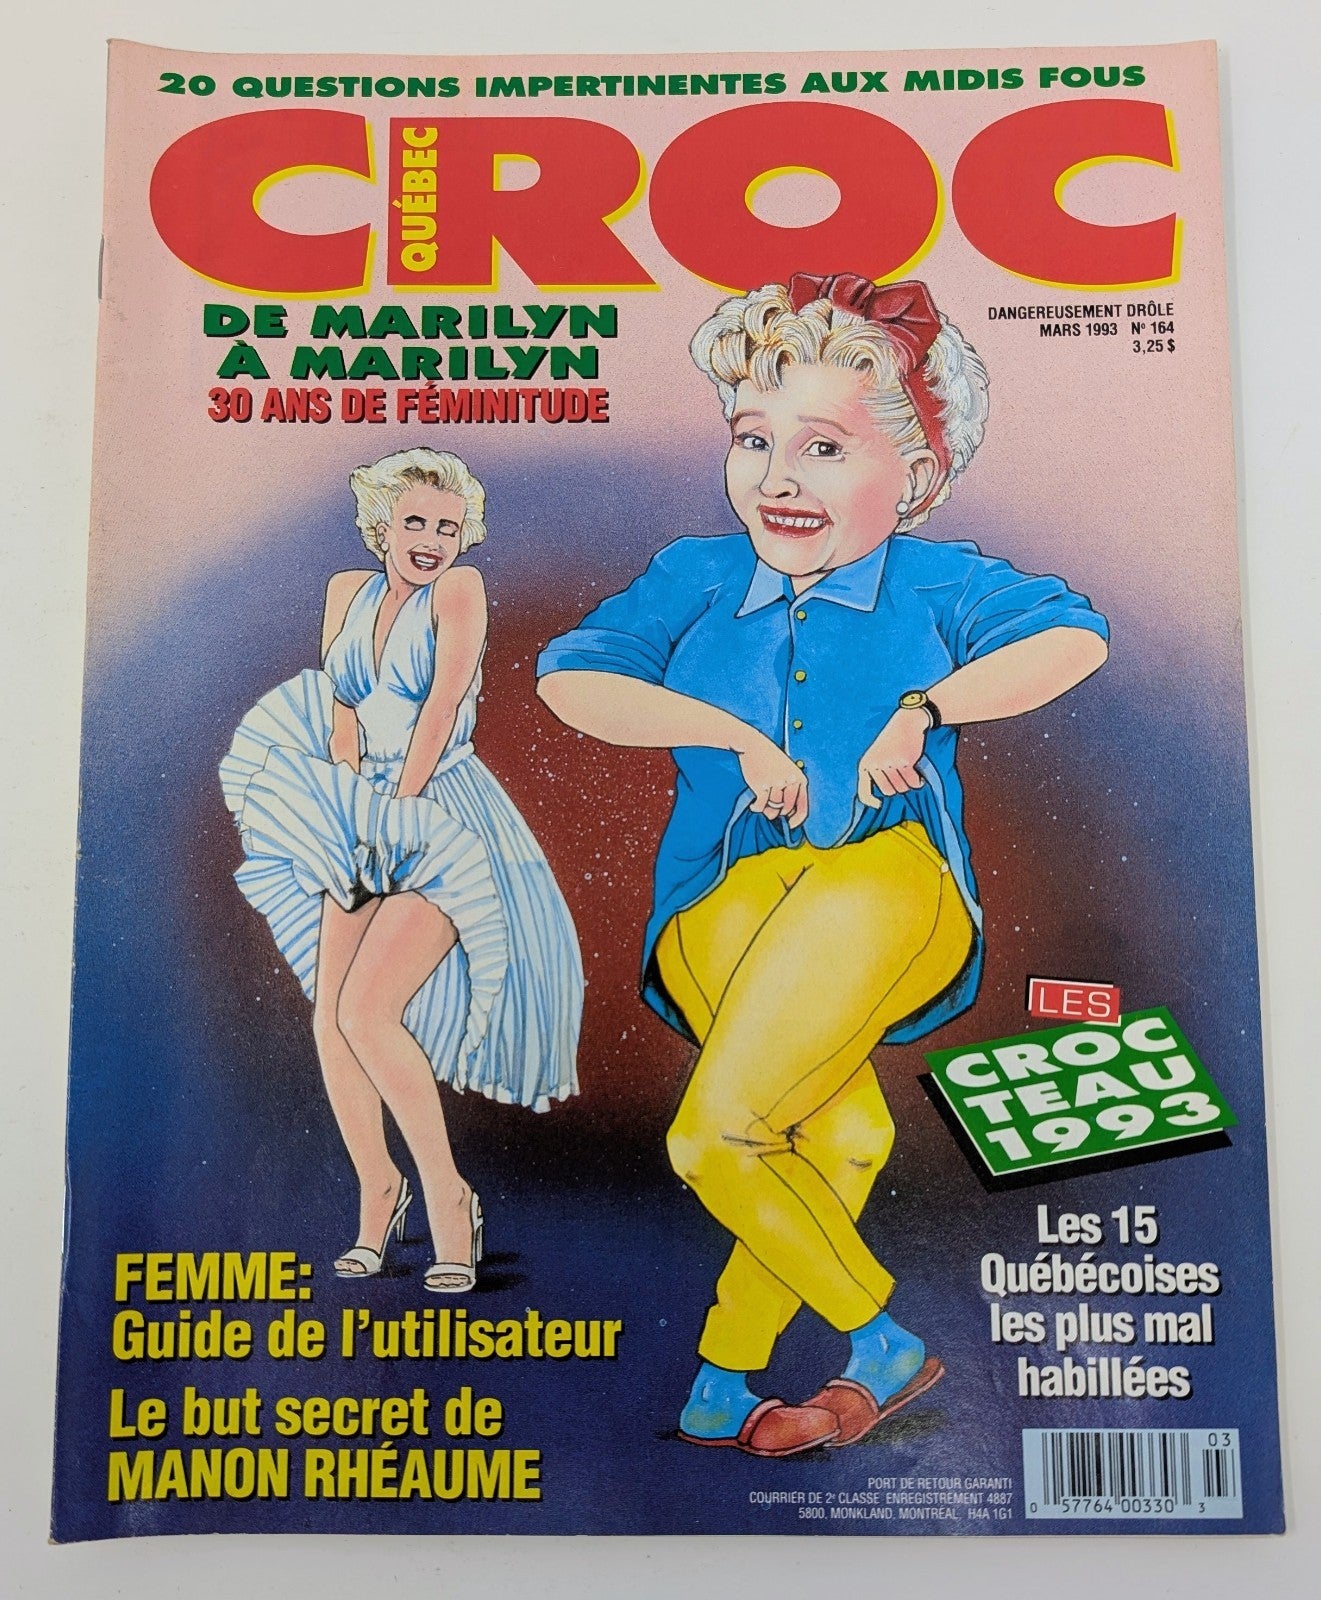 20 QUESTIONS IMPERTINENTES AUX MIDIS FOUS
CROC
QUÉBEC
DE MARILYN
À MARILYN
30 ANS DE FÉMINITUDE
DANGEREUSEMENT DRÔLE
MARS 1993 Nº 164
3,25 $
LES
CROC
TEAU
1993
Les 15
Québécoises
les plus mal
habillées
FEMME:
Guide de l'utilisateur
Le but secret de
MANON RHÉAUME
PORT DE RETOUR GARANTI
COURRIER DE 2e CLASSE ENREGISTREMENT 4887
5800, MONKLAND, MONTRÉAL, H4A 1G1
03
0 57764 00330 3